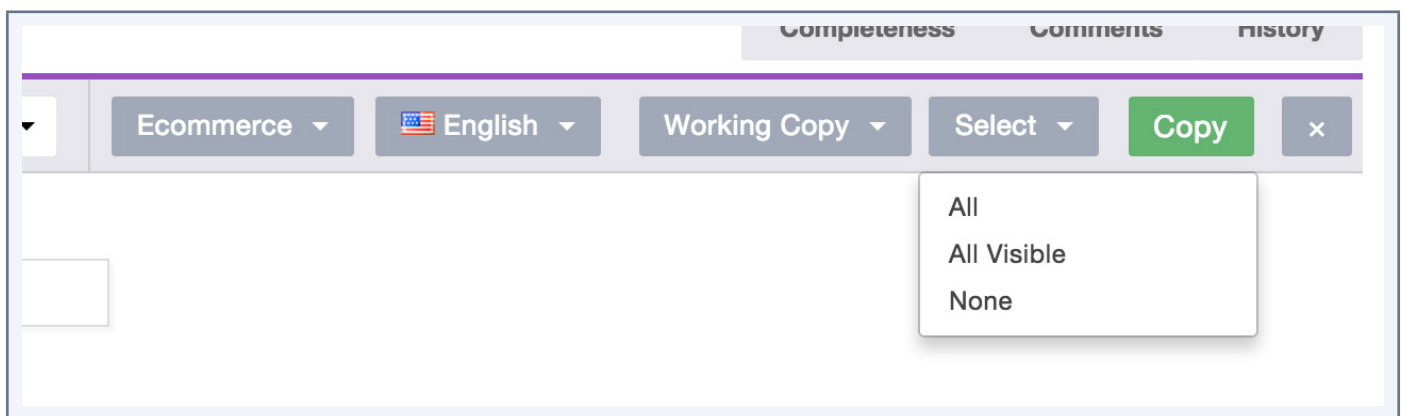 Completeness Comments History
Ecommerce English Working Copy Select Copy ×
All
All Visible
None